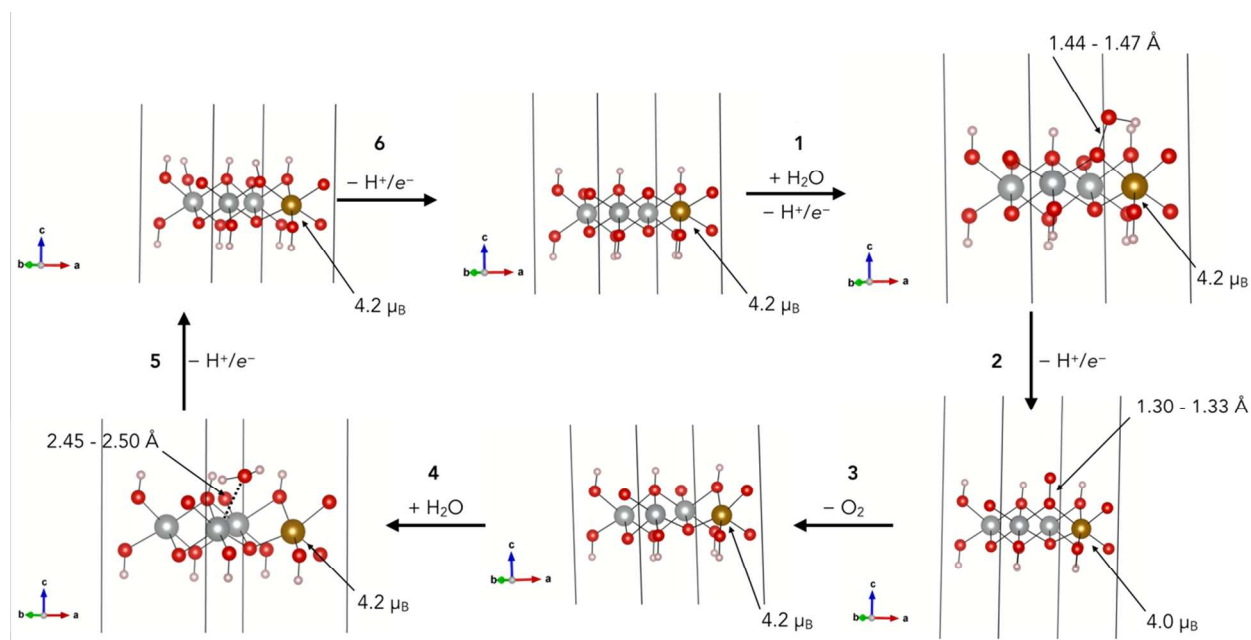 1.44 - 1.47 Å
6
– H⁺/e⁻
1
+ H₂O
– H⁺/e⁻
c
b
a
4.2 μB
c
b
a
4.2 μB
c
b
a
4.2 μB
5
– H⁺/e⁻
2
– H⁺/e⁻
2.45 - 2.50 Å
1.30 - 1.33 Å
4
+ H₂O
3
– O₂
c
b
a
4.2 μB
c
b
a
4.2 μB
c
b
a
4.0 μB